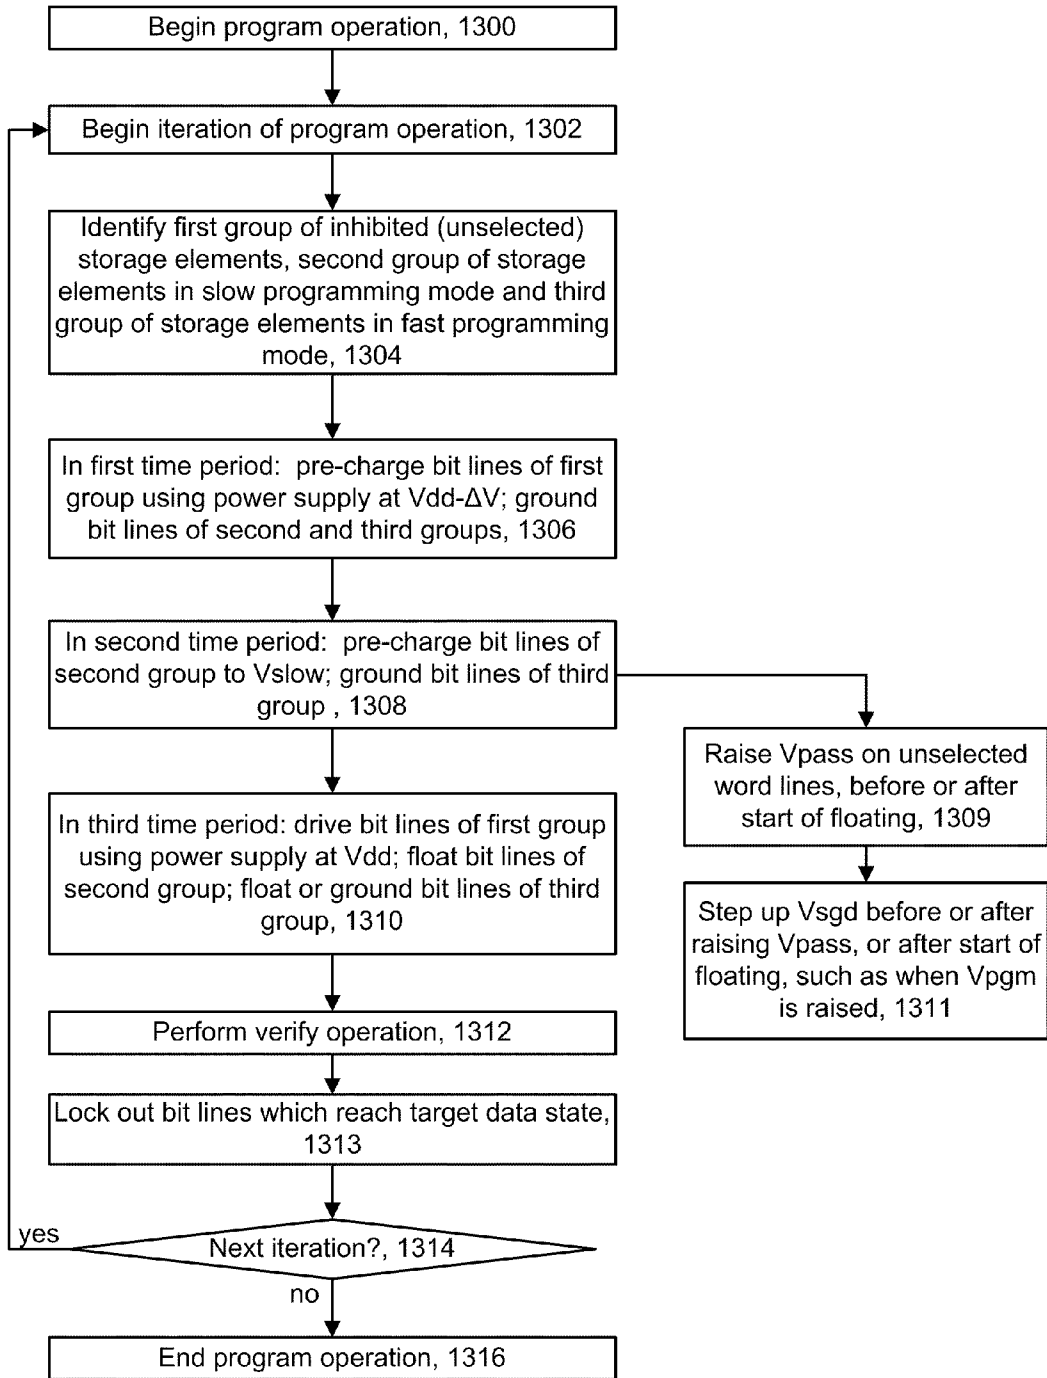 Begin program operation, 1300
Begin iteration of program operation, 1302
Identify first group of inhibited (unselected)
storage elements, second group of storage
elements in slow programming mode and third
group of storage elements in fast programming
mode, 1304
In first time period:  pre-charge bit lines of first
group using power supply at Vdd-ΔV; ground
bit lines of second and third groups, 1306
In second time period:  pre-charge bit lines of
second group to Vslow; ground bit lines of third
group , 1308
Raise Vpass on unselected
word lines, before or after
start of floating, 1309
Step up Vsgd before or after
raising Vpass, or after start of
floating, such as when Vpgm
is raised, 1311
In third time period: drive bit lines of first group
using power supply at Vdd; float bit lines of
second group; float or ground bit lines of third
group, 1310
Perform verify operation, 1312
Lock out bit lines which reach target data state,
1313
yes
Next iteration?, 1314
no
End program operation, 1316